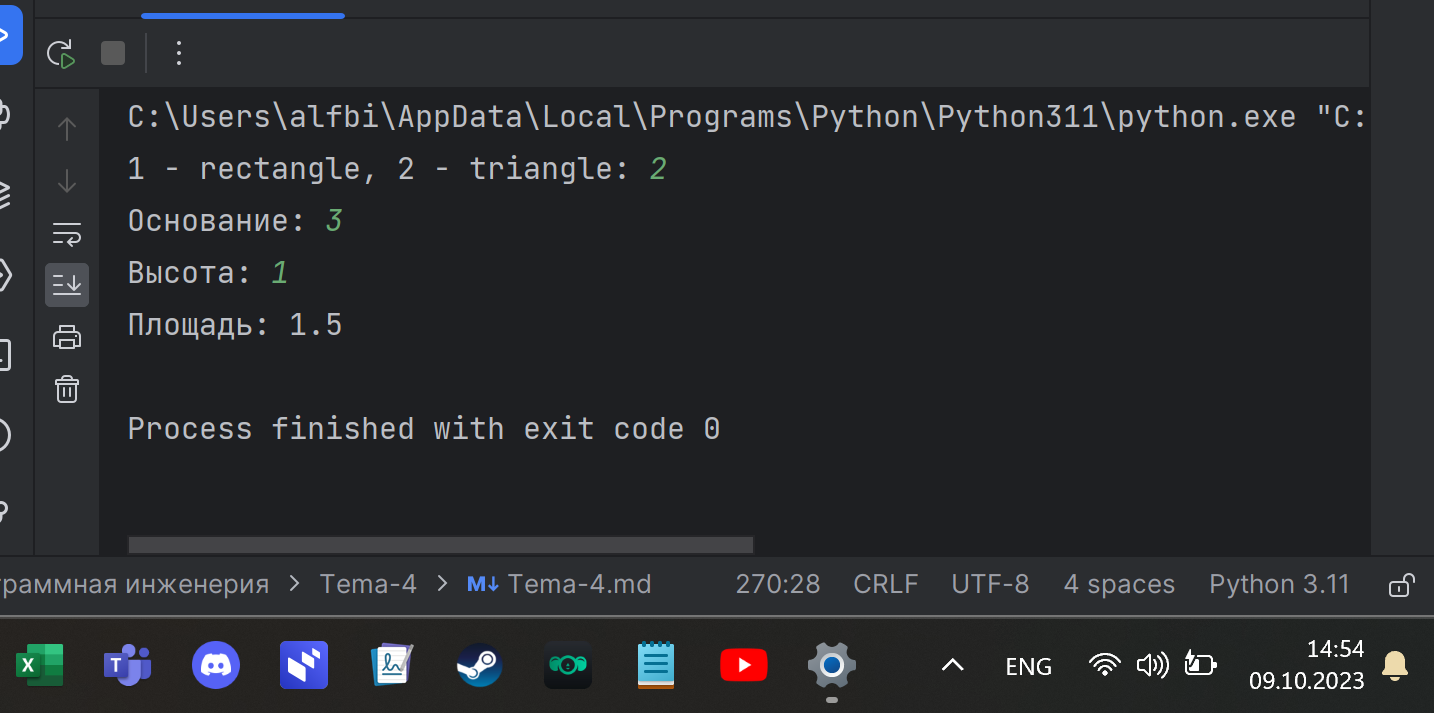 C:\Users\alfbi\AppData\Local\Programs\Python\Python311\python.exe "C:
1 - rectangle, 2 - triangle: 2
Основание: 3
Высота: 1
Площадь: 1.5
Process finished with exit code 0
граммная инженерия > Tema-4 > M↓ Tema-4.md 270:28 CRLF UTF-8 4 spaces Python 3.11
ENG 14:54
09.10.2023